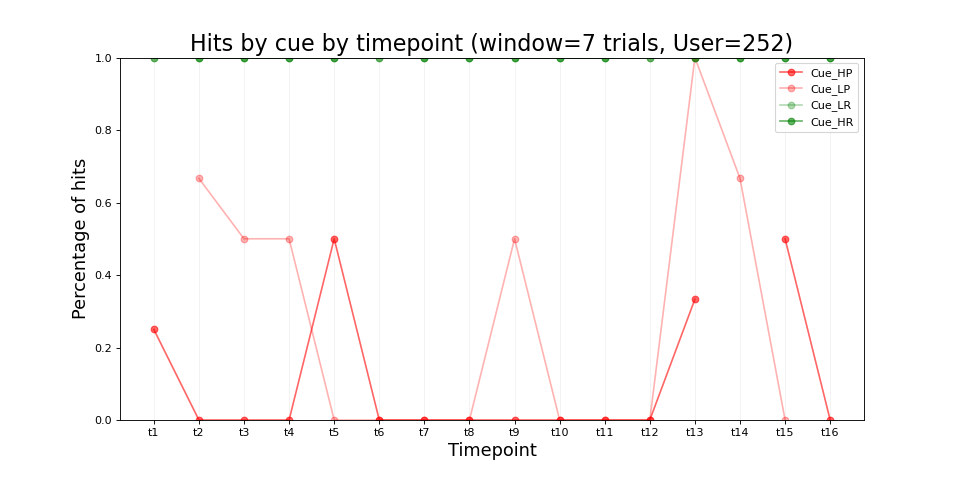 Hits by cue by timepoint (window=7 trials, User=252)
Percentage of hits
1.0
0.8
0.6
0.4
0.2
0.0
Cue_HP
Cue_LP
Cue_LR
Cue_HR
t1 t2 t3 t4 t5 t6 t7 t8 t9 t10 t11 t12 t13 t14 t15 t16
Timepoint